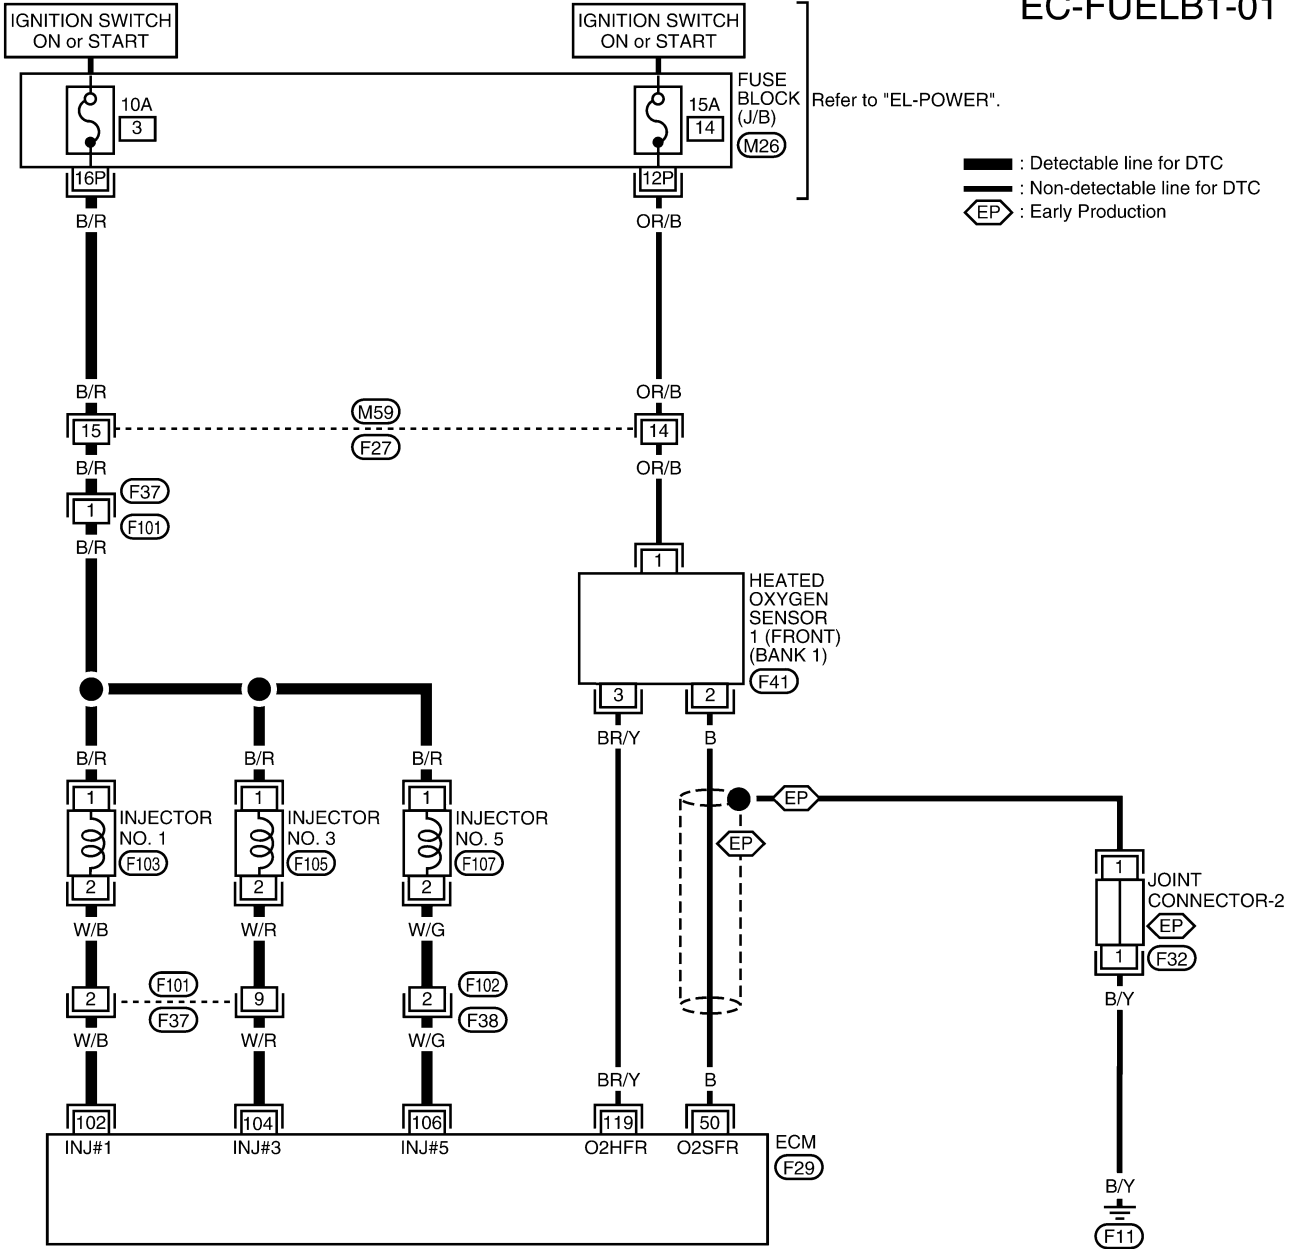 EC-FUELB1-01
IGNITION SWITCH
ON or START
IGNITION SWITCH
ON or START
10A
3
15A
14
FUSE
BLOCK
(J/B)
M26
Refer to "EL-POWER".
16P
12P
: Detectable line for DTC
: Non-detectable line for DTC
EP : Early Production
B/R
OR/B
B/R
OR/B
15
M59
F27
14
B/R
OR/B
1
F37
F101
B/R
1
HEATED
OXYGEN
SENSOR
1 (FRONT)
(BANK 1)
F41
3
2
BR/Y
B
B/R
B/R
B/R
1
INJECTOR
NO. 1
F103
2
1
INJECTOR
NO. 3
F105
2
1
INJECTOR
NO. 5
F107
2
EP
EP
1
JOINT
CONNECTOR-2
EP
1
F32
W/B
W/R
W/G
B/Y
2
F101
F37
9
2
F102
F38
W/B
W/R
W/G
BR/Y
B
102
104
106
119
50
INJ#1
INJ#3
INJ#5
O2HFR
O2SFR
ECM
F29
B/Y
F11